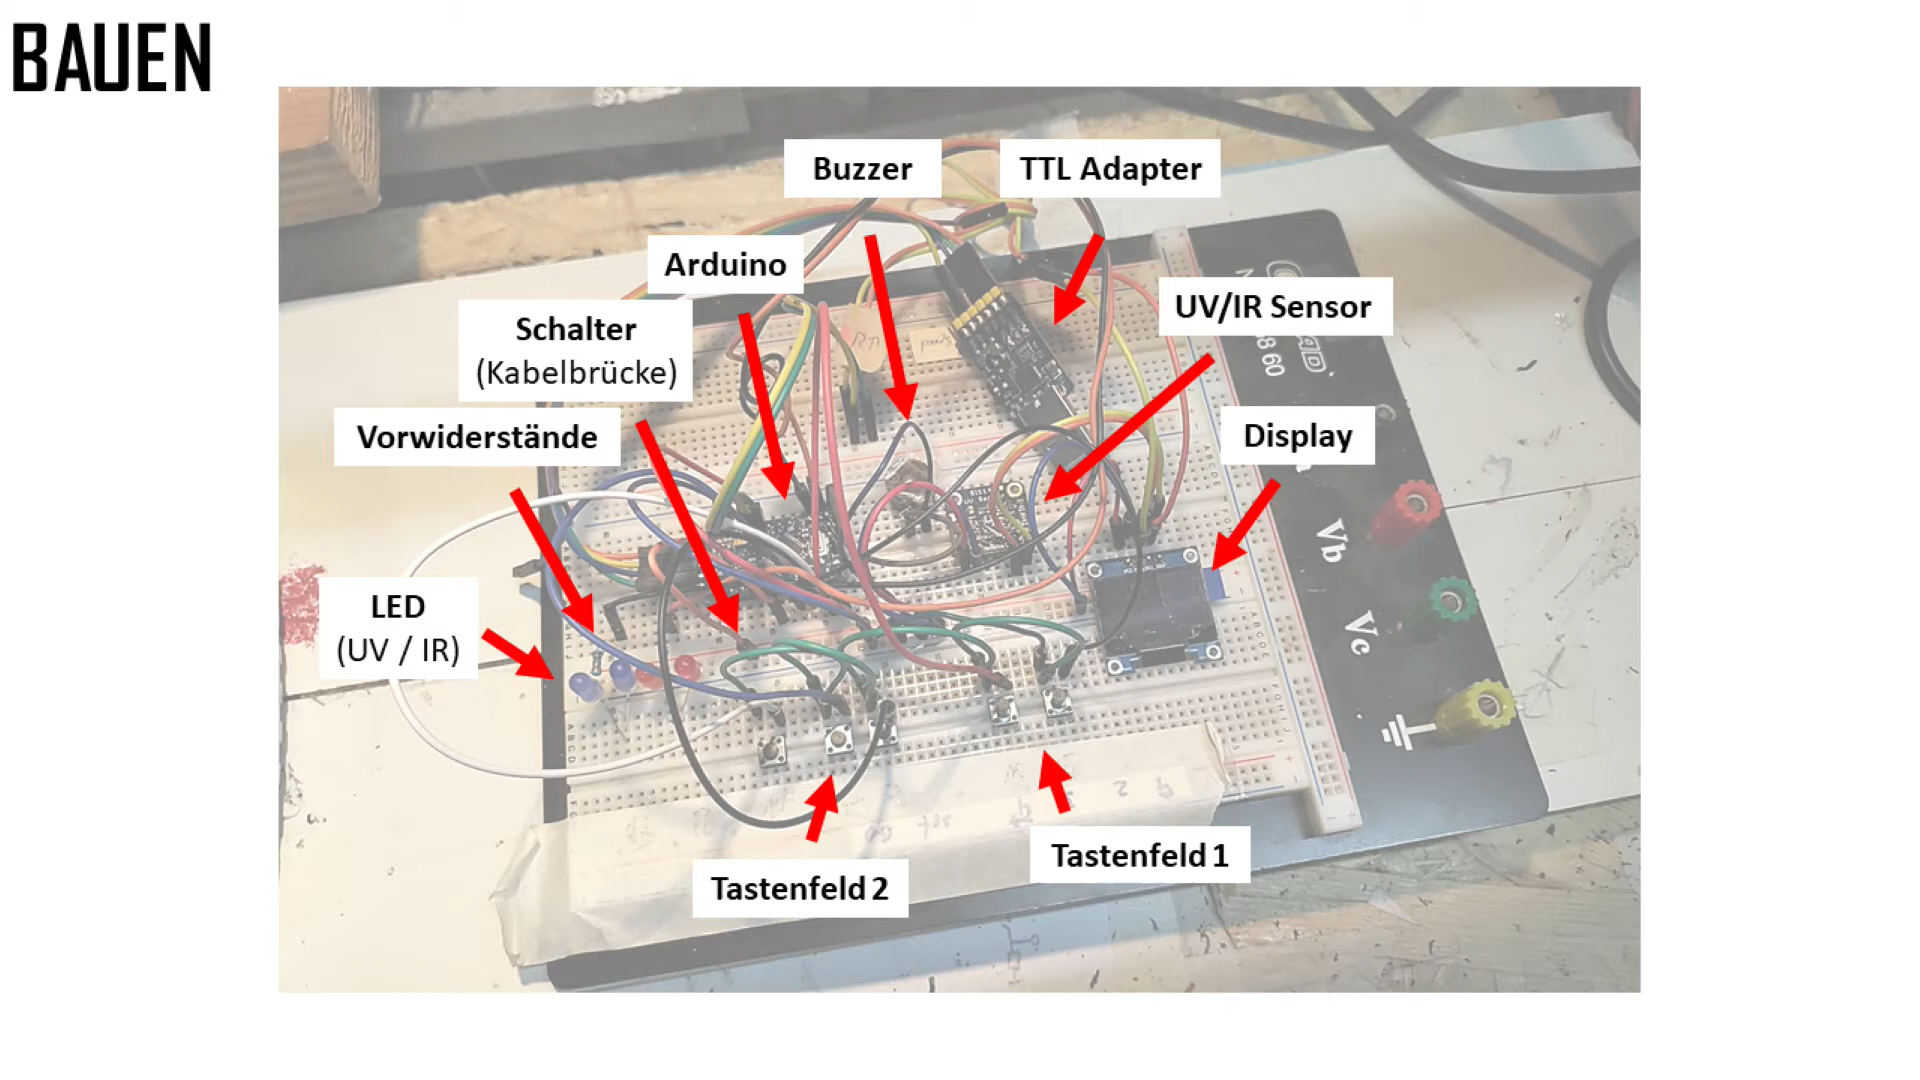 BAUEN
Buzzer
TTL Adapter
Arduino
UV/IR Sensor
Schalter
(Kabelbrücke)
Vorwiderstände
Display
Vb
LED
(UV / IR)
Vc
Tastenfeld 1
Tastenfeld 2